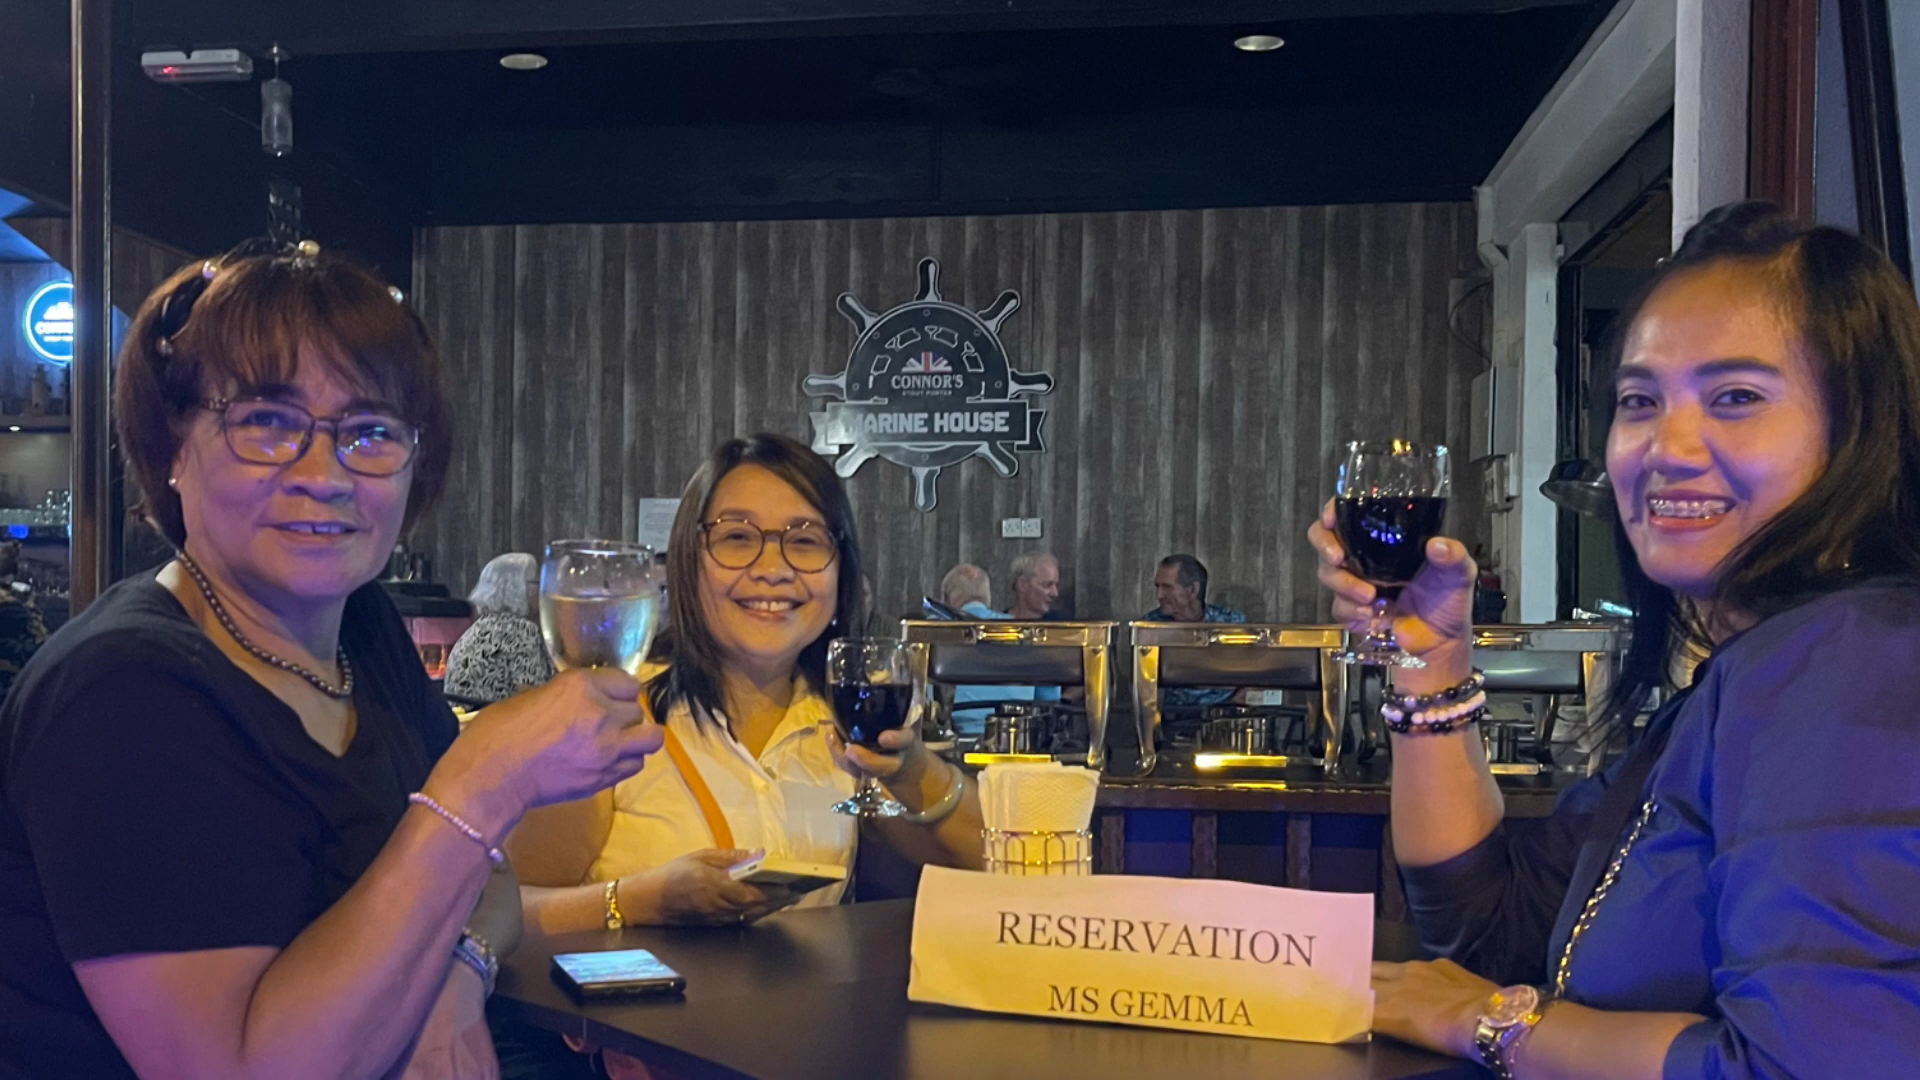 CONNOR'S
STOUT PORTER
MARINE HOUSE
RESERVATION
MS GEMMA